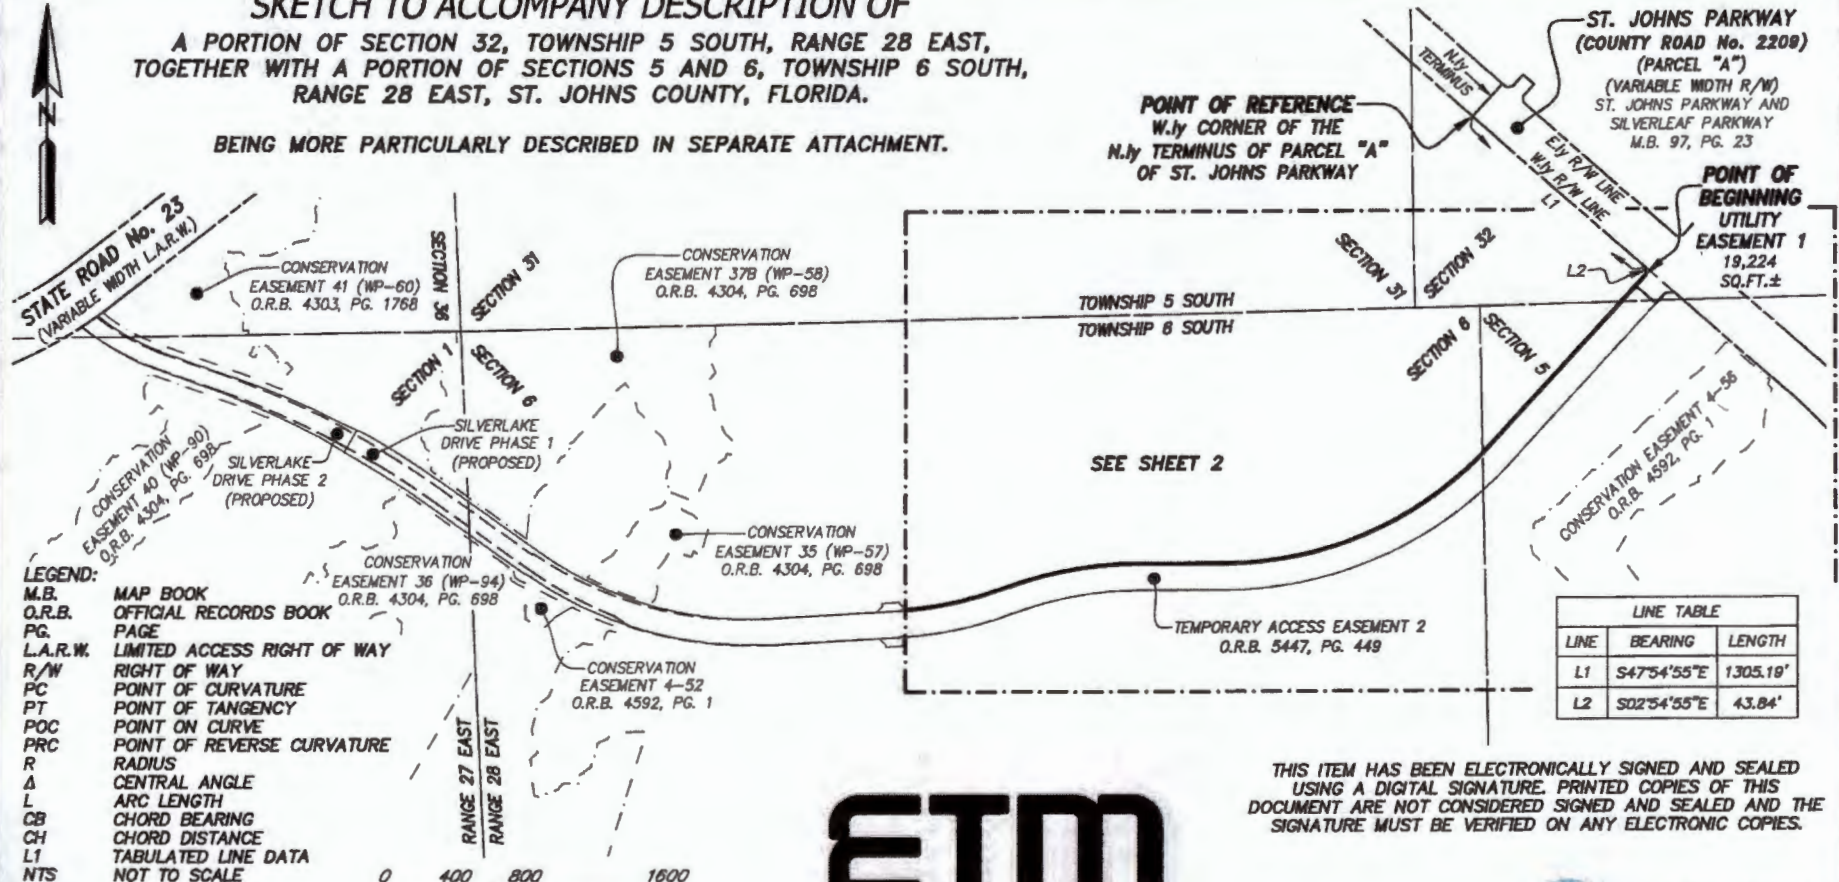 SKETCH TO ACCOMPANY DESCRIPTION OF
A PORTION OF SECTION 32, TOWNSHIP 5 SOUTH, RANGE 28 EAST,
TOGETHER WITH A PORTION OF SECTIONS 5 AND 6, TOWNSHIP 6 SOUTH,
RANGE 28 EAST, ST. JOHNS COUNTY, FLORIDA.
BEING MORE PARTICULARLY DESCRIBED IN SEPARATE ATTACHMENT.
N
ST. JOHNS PARKWAY
(COUNTY ROAD No. 2209)
(PARCEL "A")
(VARIABLE WIDTH R/W)
ST. JOHNS PARKWAY AND
SILVERLEAF PARKWAY
M.B. 97, PG. 23
N.ly
TERMINUS
POINT OF REFERENCE
W.ly CORNER OF THE
N.ly TERMINUS OF PARCEL "A"
OF ST. JOHNS PARKWAY
E.ly R/W LINE
W.ly R/W LINE
L1
POINT OF
BEGINNING
UTILITY
EASEMENT 1
19,224
SQ.FT.±
L2
STATE ROAD No. 23
(VARIABLE WIDTH L.A.R.W.)
CONSERVATION
EASEMENT 41 (WP-60)
O.R.B. 4303, PG. 1768
SECTION 36
SECTION 31
CONSERVATION
EASEMENT 37B (WP-58)
O.R.B. 4304, PG. 698
SECTION 31
SECTION 32
TOWNSHIP 5 SOUTH
TOWNSHIP 6 SOUTH
SECTION 1
SECTION 6
SECTION 6
SECTION 5
SILVERLAKE
DRIVE PHASE 1
(PROPOSED)
SILVERLAKE
DRIVE PHASE 2
(PROPOSED)
CONSERVATION
EASEMENT 40 (WP-90)
O.R.B. 4304, PG. 698
SEE SHEET 2
CONSERVATION EASEMENT 4-56
O.R.B. 4592, PG. 1
CONSERVATION
EASEMENT 35 (WP-57)
O.R.B. 4304, PG. 698
CONSERVATION
EASEMENT 36 (WP-94)
O.R.B. 4304, PG. 698
TEMPORARY ACCESS EASEMENT 2
O.R.B. 5447, PG. 449
CONSERVATION
EASEMENT 4-52
O.R.B. 4592, PG. 1
RANGE 27 EAST
RANGE 28 EAST
LEGEND:
M.B. MAP BOOK
O.R.B. OFFICIAL RECORDS BOOK
PG. PAGE
L.A.R.W. LIMITED ACCESS RIGHT OF WAY
R/W RIGHT OF WAY
PC POINT OF CURVATURE
PT POINT OF TANGENCY
POC POINT ON CURVE
PRC POINT OF REVERSE CURVATURE
R RADIUS
Δ CENTRAL ANGLE
L ARC LENGTH
CB CHORD BEARING
CH CHORD DISTANCE
L1 TABULATED LINE DATA
NTS NOT TO SCALE
LINE TABLE
LINE BEARING LENGTH
L1 S47°54'55"E 1305.19'
L2 S02°54'55"E 43.84'
THIS ITEM HAS BEEN ELECTRONICALLY SIGNED AND SEALED
USING A DIGITAL SIGNATURE. PRINTED COPIES OF THIS
DOCUMENT ARE NOT CONSIDERED SIGNED AND SEALED AND THE
SIGNATURE MUST BE VERIFIED ON ANY ELECTRONIC COPIES.
0 400 800 1600
ETM